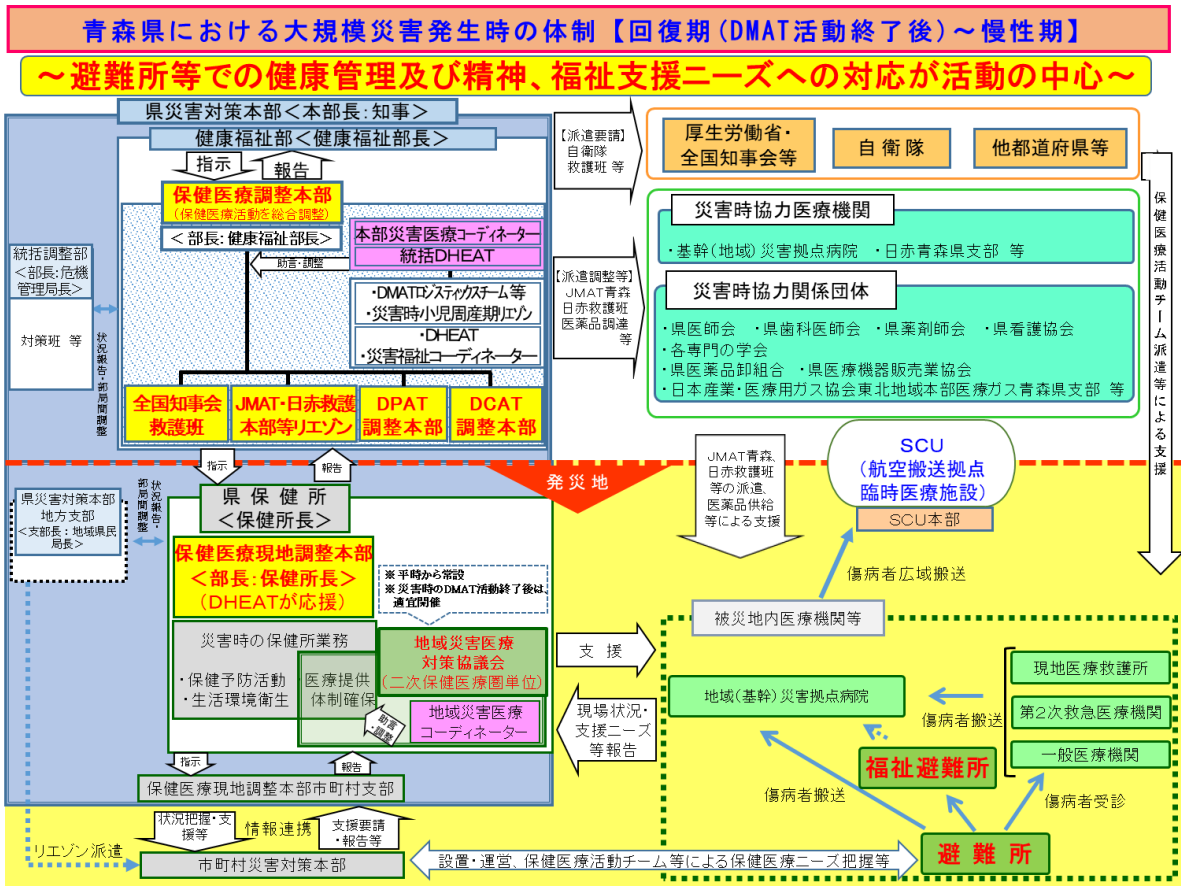 青森県における大規模災害発生時の体制【回復期(DMAT活動終了後)～慢性期】
～避難所等での健康管理及び精神、福祉支援ニーズへの対応が活動の中心～
県災害対策本部＜本部長：知事＞
健康福祉部＜健康福祉部長＞
指示
報告
保健医療調整本部
(保健医療活動を総合調整)
＜部長：健康福祉部長＞
本部災害医療コーディネーター
統括DHEAT
助言・調整
・DMATロジスティックスチーム等
・災害時小児周産期リエゾン
・DHEAT
・災害福祉コーディネーター
統括調整部
＜部長：危機
管理局長＞
対策班 等
状況報告・部局間調整
全国知事会
救護班
JMAT・日赤救護
本部等リエゾン
DPAT
調整本部
DCAT
調整本部
【派遣要請】
自衛隊
救護班 等
厚生労働省・
全国知事会等
自衛隊
他都道府県等
【派遣調整等】
JMAT青森
日赤救護班
医薬品調達
等
災害時協力医療機関
・基幹(地域)災害拠点病院　・日赤青森県支部 等
災害時協力関係団体
・県医師会　・県歯科医師会　・県薬剤師会　・県看護協会
・各専門の学会
・県医薬品卸組合　・県医療機器販売業協会
・日本産業・医療用ガス協会東北地域本部医療ガス青森県支部 等
保健医療活動チーム派遣等による支援
指示
報告
発災地
JMAT青森、
日赤救護班
等の派遣、
医薬品供給
等による支援
SCU
(航空搬送拠点
臨時医療施設)
SCU本部
傷病者広域搬送
被災地内医療機関等
県災害対策本部
地方支部
＜支部長：地域県民
局長＞
状況報告・
部局間調整
県保健所
＜保健所長＞
保健医療現地調整本部
＜部長：保健所長＞
(DHEATが応援)
※平時から常設
※災害時のDMAT活動終了後は、
適宜開催
災害時の保健所業務
・保健予防活動
・生活環境衛生
医療提供
体制確保
地域災害医療
対策協議会
(二次保健医療圏単位)
地域災害医療
コーディネーター
助言・
調整
支援
現場状況・
支援ニーズ
等報告
地域(基幹)災害拠点病院
傷病者搬送
現地医療救護所
第2次救急医療機関
一般医療機関
福祉避難所
傷病者搬送
傷病者受診
避難所
指示
報告
保健医療現地調整本部市町村支部
状況把握・支
援等
情報連携
支援要請
・報告等
リエゾン派遣
市町村災害対策本部
設置・運営、保健医療活動チーム等による保健医療ニーズ把握等